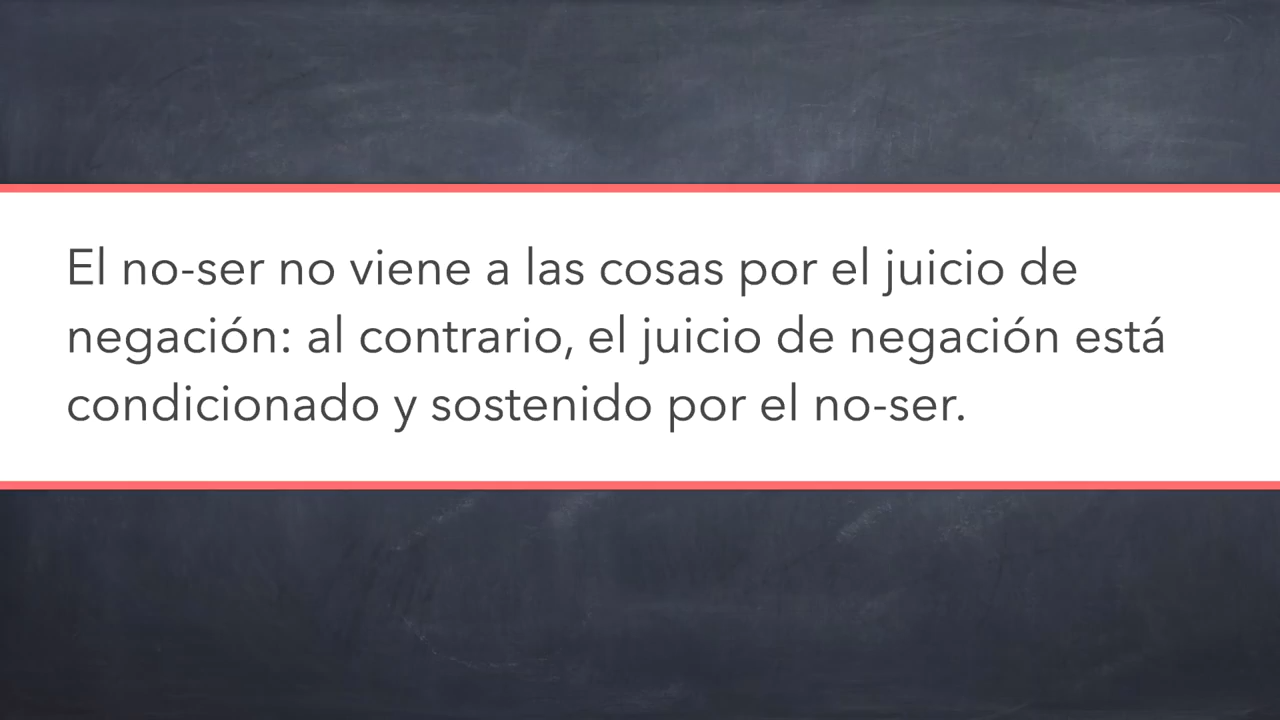 El no-ser no viene a las cosas por el juicio de
negación: al contrario, el juicio de negación está
condicionado y sostenido por el no-ser.